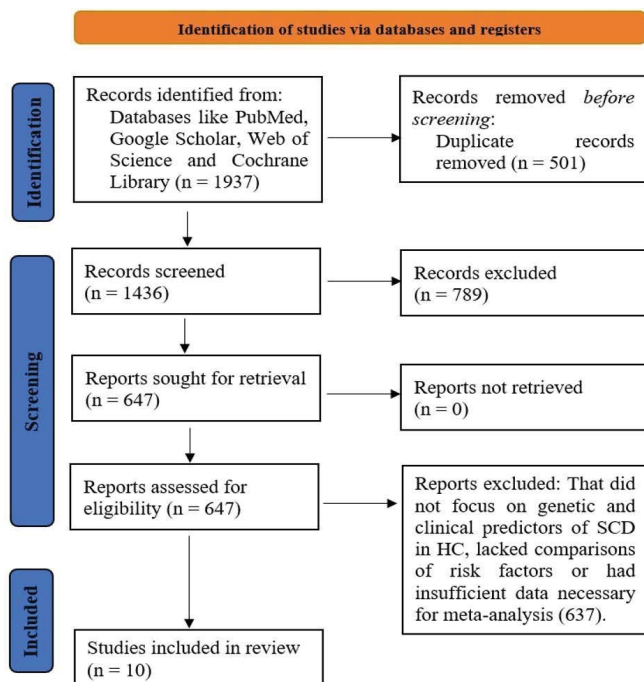 Identification of studies via databases and registers
Identification
Records identified from:
Databases like PubMed,
Google Scholar, Web of
Science and Cochrane
Library (n = 1937)
Records removed before
screening:
Duplicate records
removed (n = 501)
Screening
Records screened
(n = 1436)
Records excluded
(n = 789)
Reports sought for retrieval
(n = 647)
Reports not retrieved
(n = 0)
Reports assessed for
eligibility (n = 647)
Reports excluded: That did
not focus on genetic and
clinical predictors of SCD
in HC, lacked comparisons
of risk factors or had
insufficient data necessary
for meta-analysis (637).
Included
Studies included in review
(n = 10)